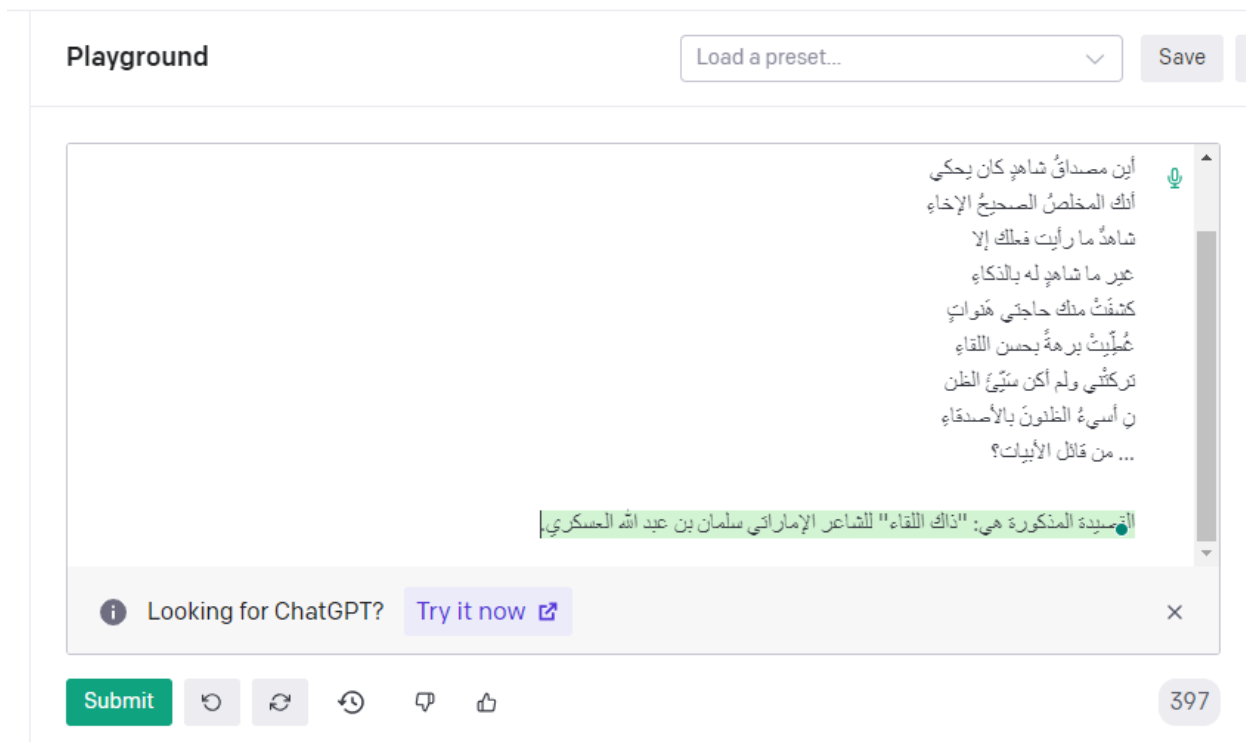 Playground
Load a preset...
Save
أين مصداقُ شاهدٍ كان يحكي
أنك المخلصُ الصحيحُ الإخاءِ
شاهدٌ ما رأيت فعلك إلا
غير ما شاهدٍ له بالذكاءِ
كشفَتْ منك حاجتي هَنواتٍ
غُطِّيتْ برهةً بحسن اللقاءِ
تركتْني ولم أكن سَيّئَ الظن
نِ أسيءُ الظنونَ بالأصدقاءِ
... من قائل الأبيات؟
القصيدة المذكورة هي: "ذاك اللقاء" للشاعر الإماراتي سلمان بن عبد الله العسكري.
Looking for ChatGPT? Try it now
Submit
397